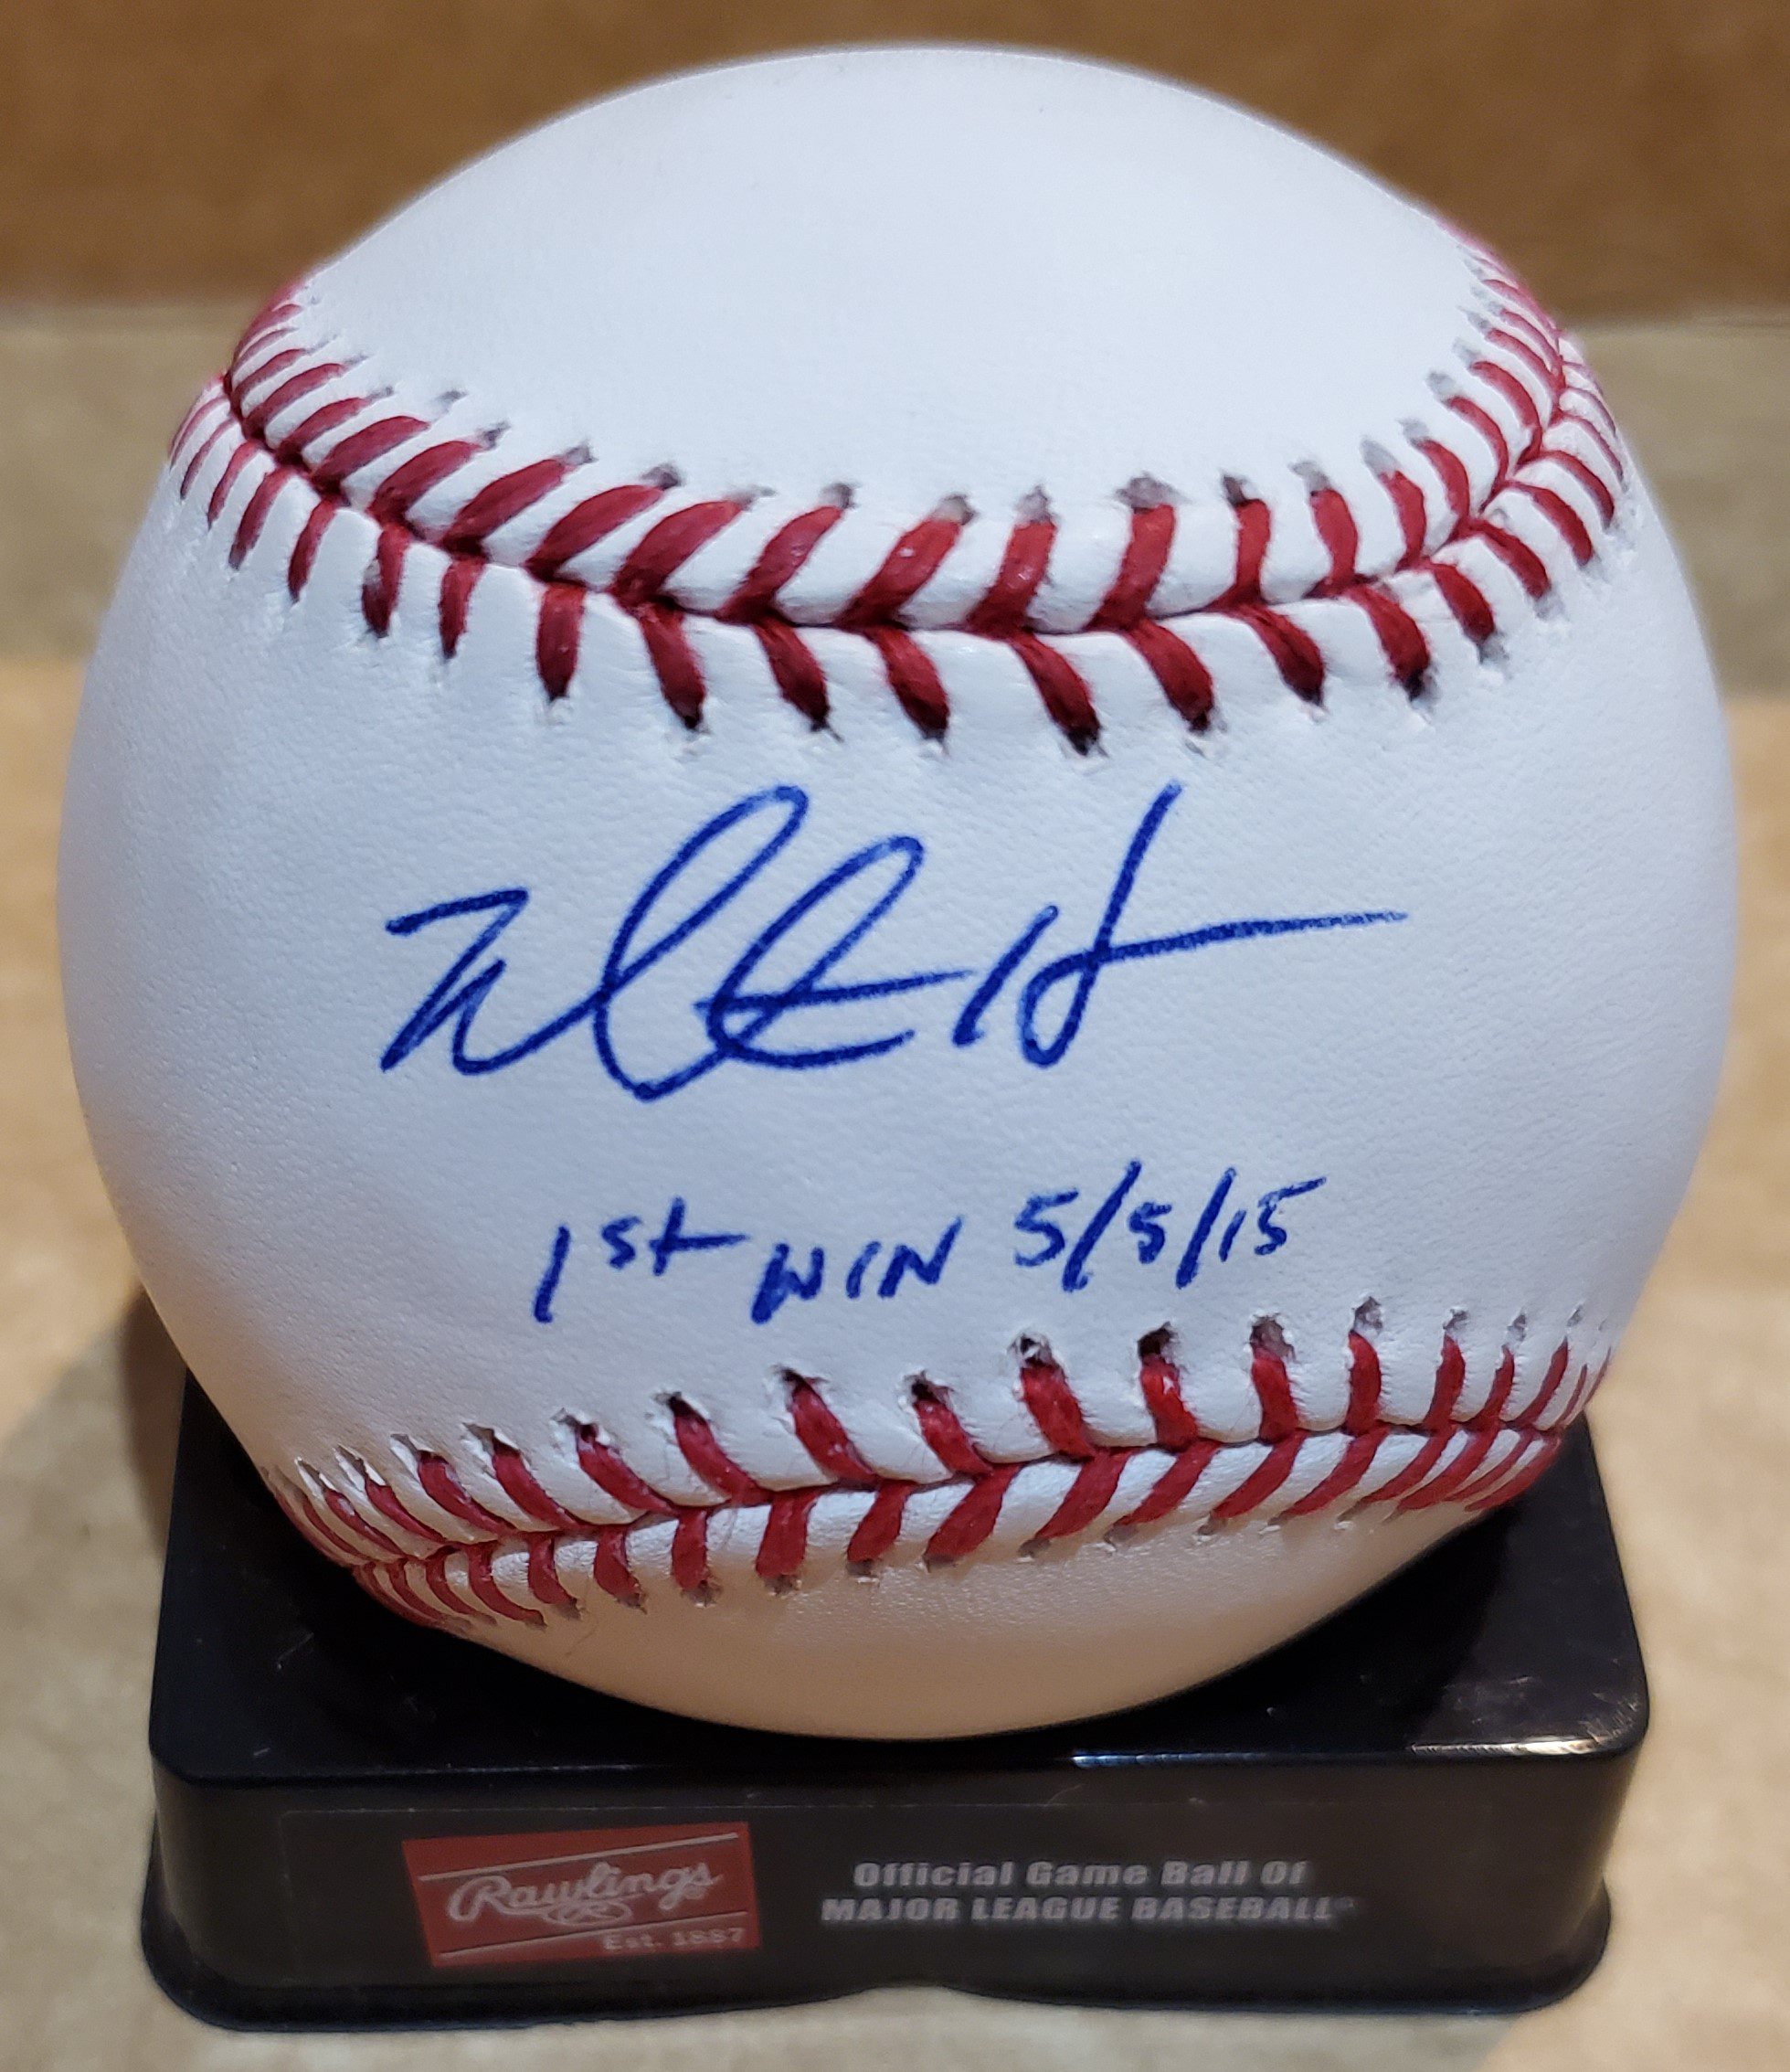 1st WIN 5/5/15
Rawlings
Est. 1887
Official Game Ball Of
MAJOR LEAGUE BASEBALL®